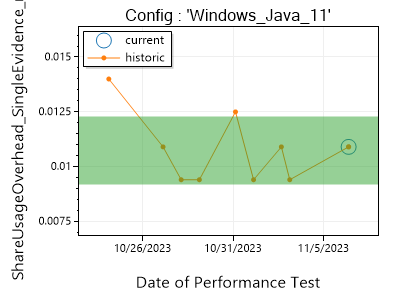 Config : 'Windows_Java_11'
ShareUsageOverhead_SingleEvidence_
current
historic
0.015
0.0125
0.01
0.0075
10/26/2023
10/31/2023
11/5/2023
Date of Performance Test